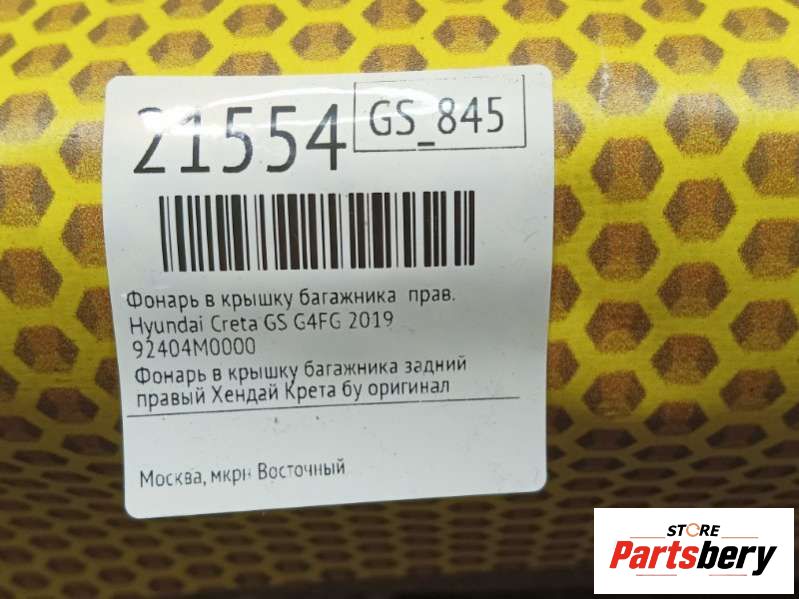 21554
GS_845
Фонарь в крышку багажника прав.
Hyundai Creta GS G4FG 2019
92404M0000
Фонарь в крышку багажника задний
правый Хендай Крета бу оригинал
Москва, мкрн Восточный
STORE
Partsbery